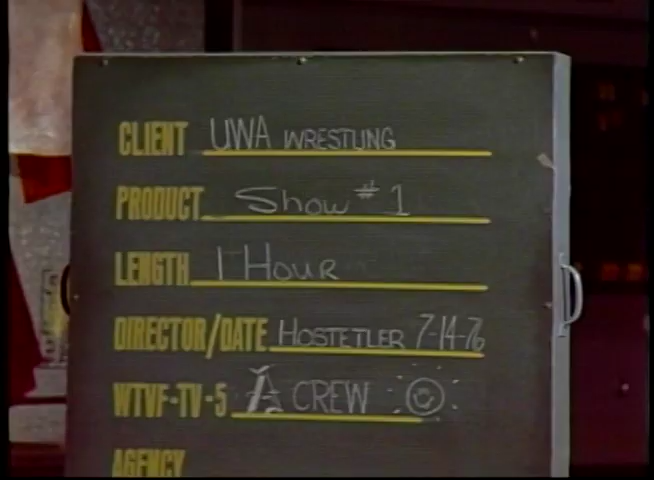 CLIENT UWA WRESTLING
PRODUCT Show #1
LENGTH 1 HOUR
DIRECTOR/DATE HOSTETLER 7-14-76
WTVF-TV-5 A CREW
AGENCY